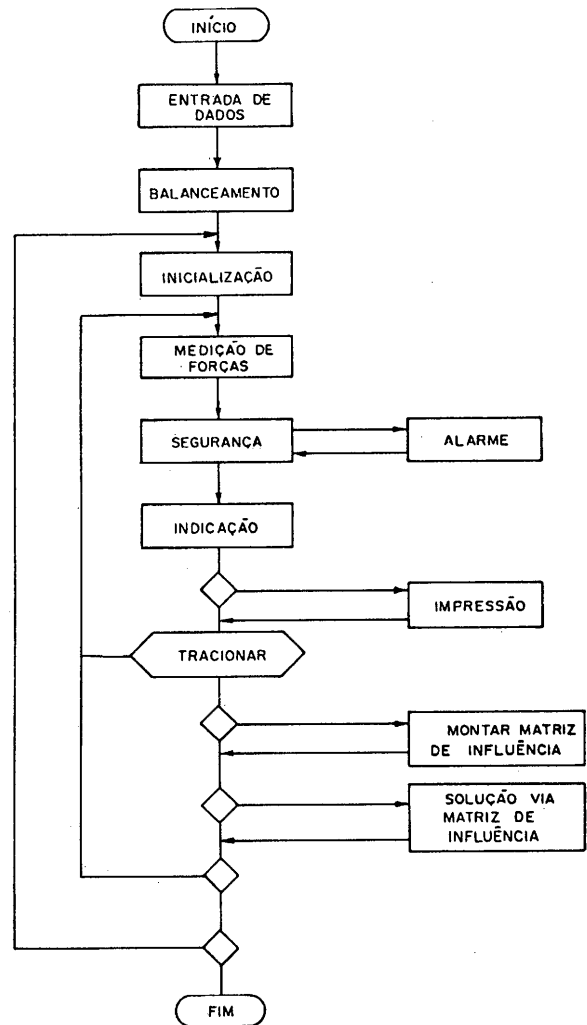 INÍCIO
ENTRADA DE
DADOS
BALANCEAMENTO
INICIALIZAÇÃO
MEDIÇÃO DE
FORÇAS
SEGURANÇA
ALARME
INDICAÇÃO
IMPRESSÃO
TRACIONAR
MONTAR MATRIZ
DE INFLUÊNCIA
SOLUÇÃO VIA
MATRIZ DE
INFLUÊNCIA
FIM